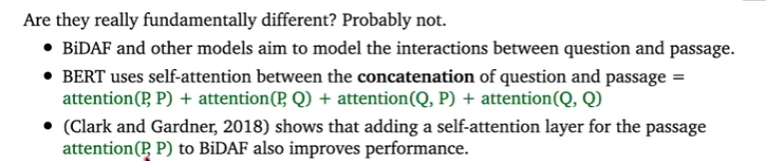 Are they really fundamentally different? Probably not.
• BiDAF and other models aim to model the interactions between question and passage.
• BERT uses self-attention between the concatenation of question and passage =
attention(P, P) + attention(P, Q) + attention(Q, P) + attention(Q, Q)
• (Clark and Gardner, 2018) shows that adding a self-attention layer for the passage
attention(P, P) to BiDAF also improves performance.